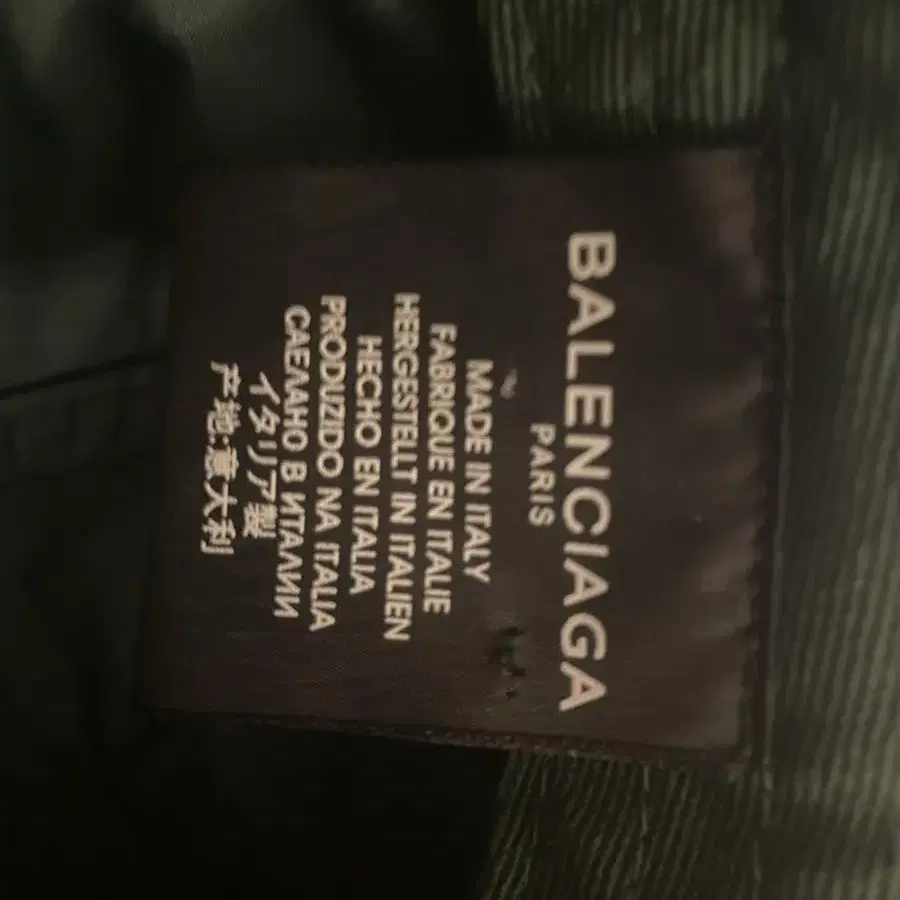 BALENCIAGA
PARIS
MADE IN ITALY
FABRIQUE EN ITALIE
HERGESTELLT IN ITALIEN
HECHO EN ITALIA
PRODUZIDO NA ITALIA
СДЕЛАНО В ИТАЛИИ
イタリア製
产地:意大利